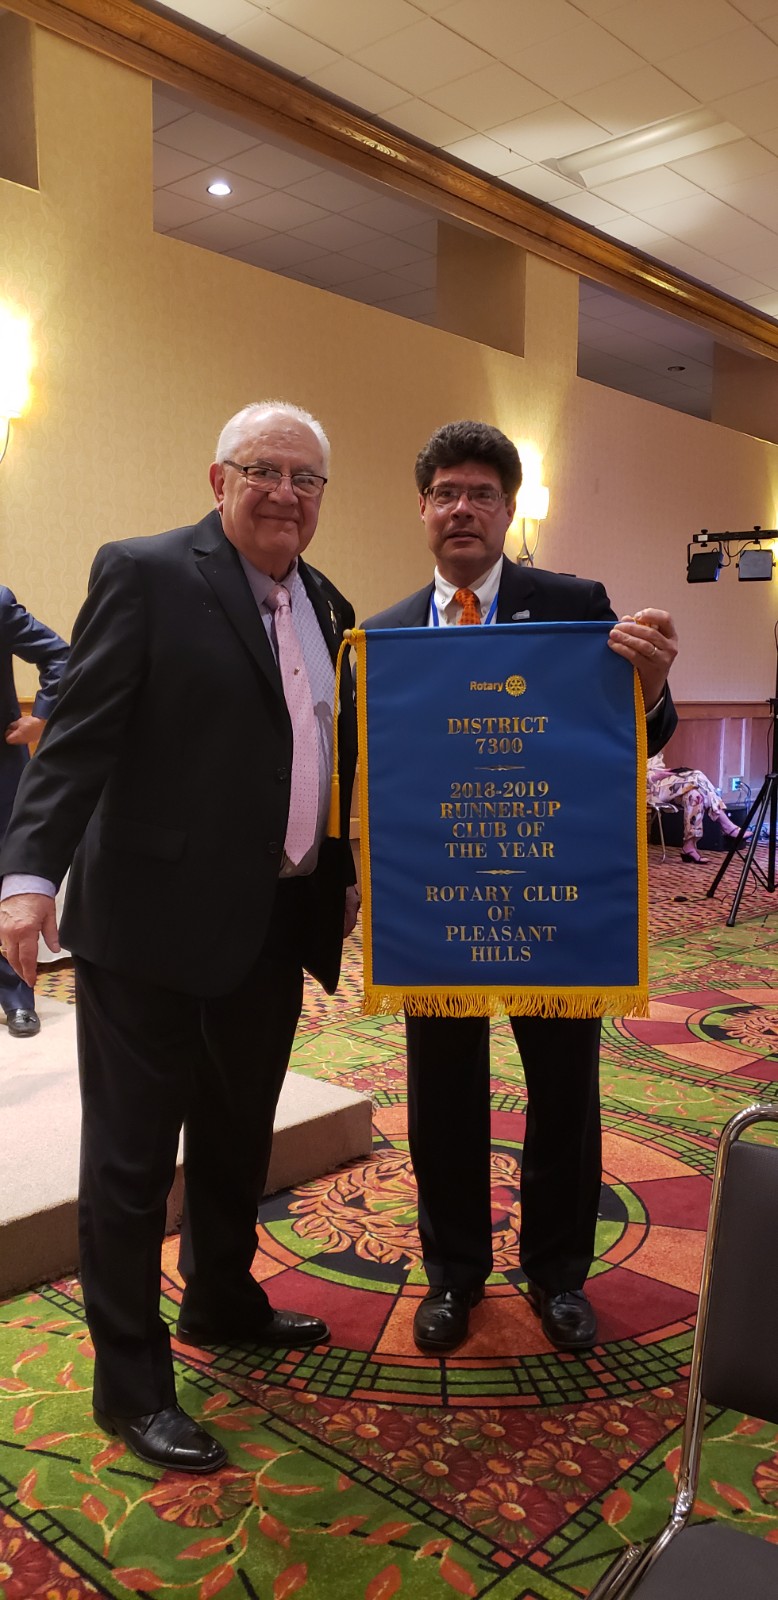 Rotary
DISTRICT
7300
2018-2019
RUNNER-UP
CLUB OF
THE YEAR
ROTARY CLUB
OF
PLEASANT
HILLS